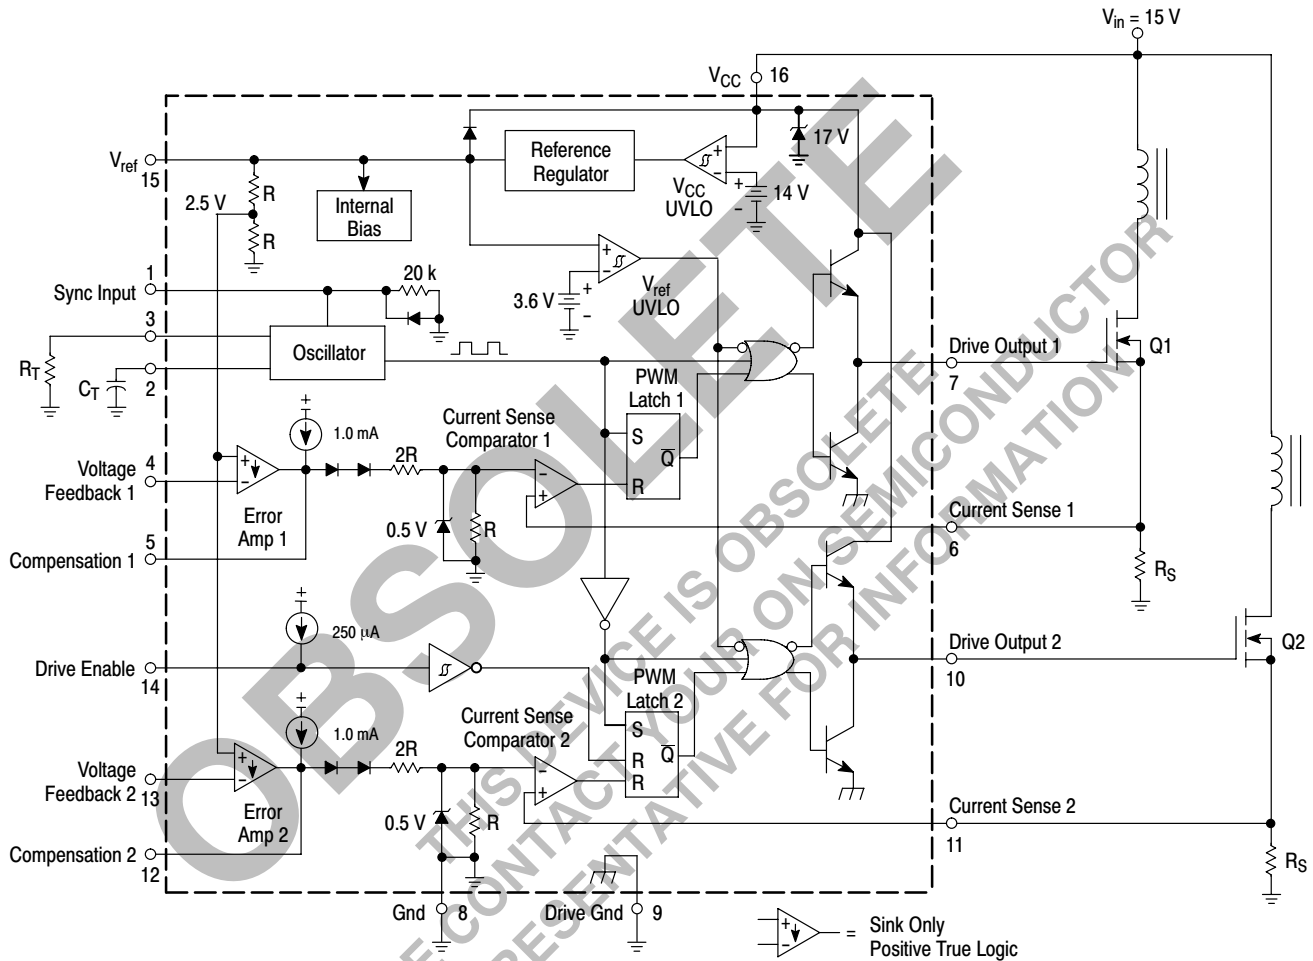 V_in = 15 V
V_CC 16
17 V
V_ref
15
Reference
Regulator
+
−
V_CC
UVLO
+
−
14 V
2.5 V
R
R
Internal
Bias
1
Sync Input
20 k
3.6 V
+
−
+
−
V_ref
UVLO
3
R_T
2
C_T
Oscillator
Drive Output 1
7
Q1
PWM
Latch 1
S
Q̅
R
1.0 mA
Current Sense
Comparator 1
4
Voltage
Feedback 1
+
−
Error
Amp 1
2R
−
+
0.5 V
R
5
Compensation 1
Current Sense 1
6
R_S
250 μA
Drive Enable
14
Drive Output 2
10
Q2
PWM
Latch 2
S
R
R
Q̅
1.0 mA
Current Sense
Comparator 2
Voltage
Feedback 2
13
+
−
Error
Amp 2
2R
−
+
0.5 V
R
Compensation 2
12
Current Sense 2
11
R_S
Gnd 8
Drive Gnd 9
+
−
= Sink Only
Positive True Logic
OBSOLETE
THIS DEVICE IS OBSOLETE
E CONTACT YOUR ON SEMICONDUCTOR
PRESENTATIVE FOR INFORMATION